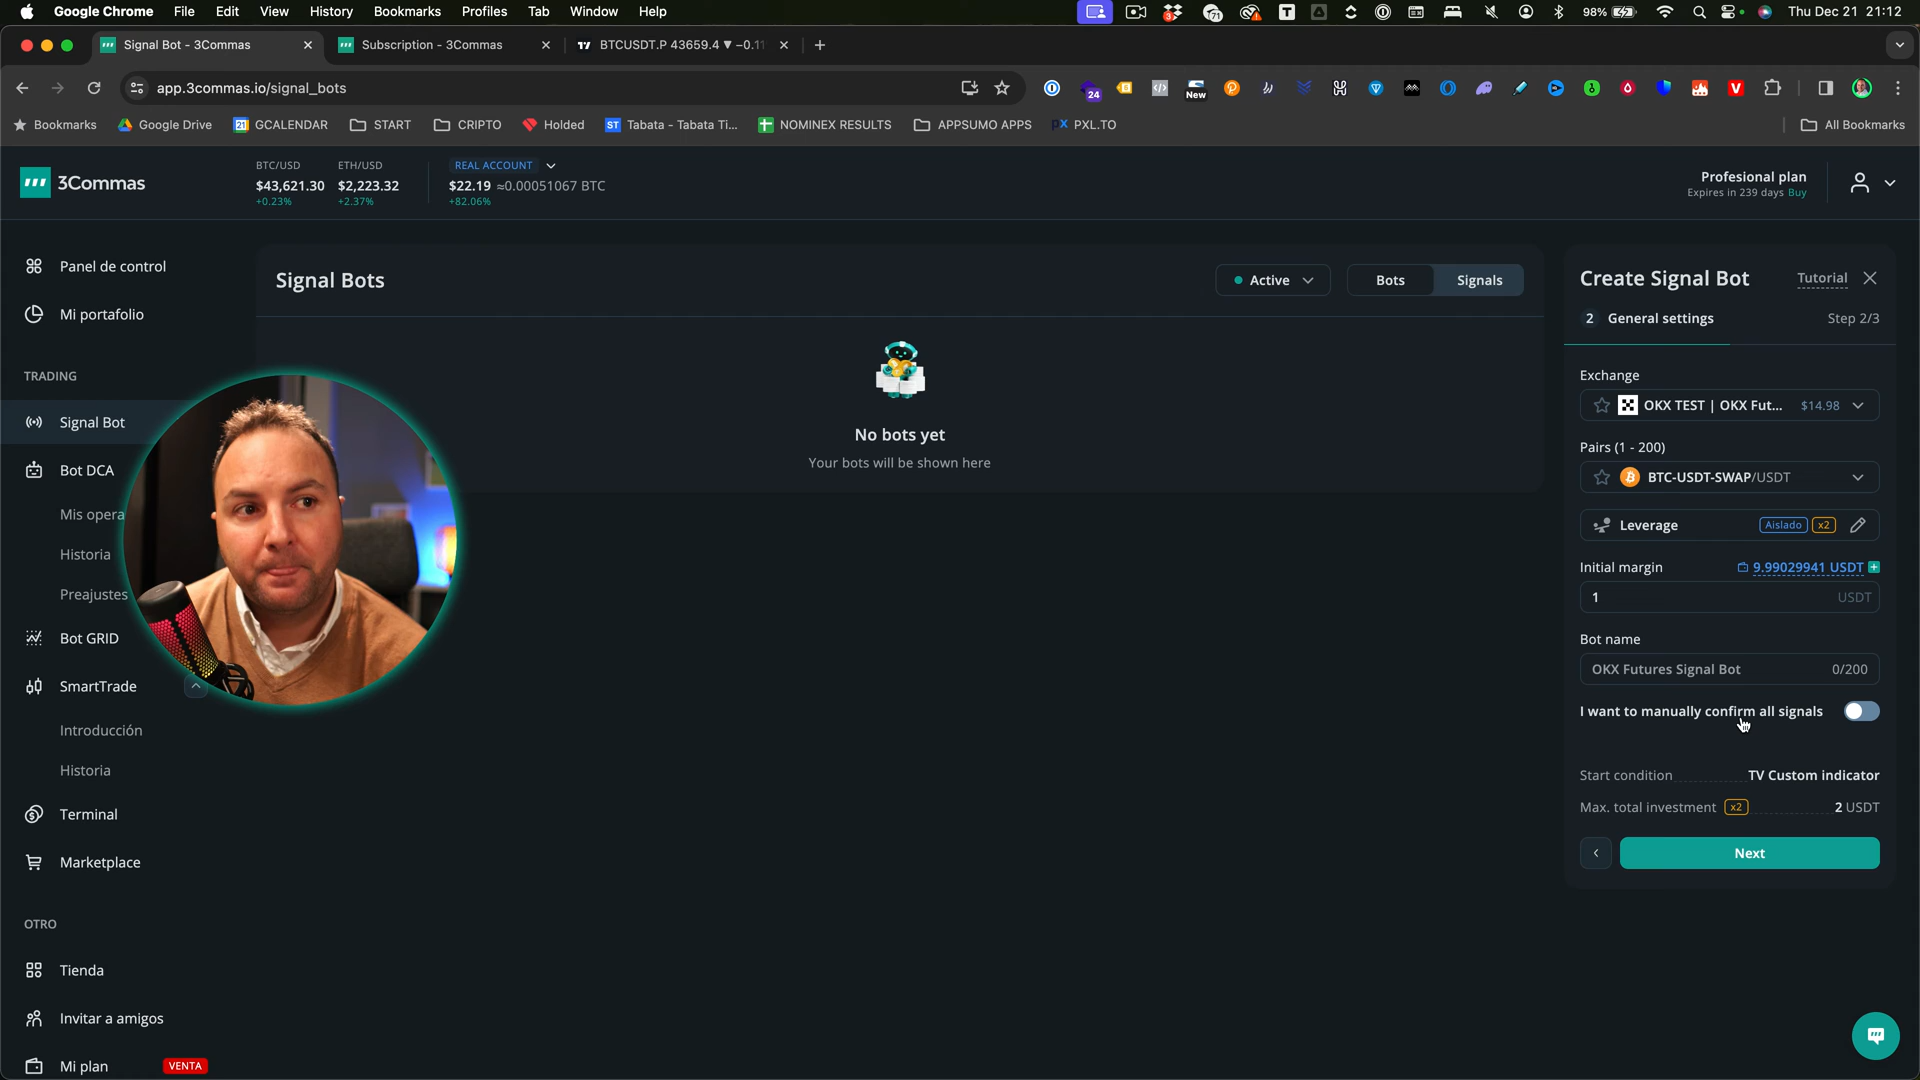 Google Chrome File Edit View History Bookmarks Profiles Tab Window Help
3 71 T 98% Thu Dec 21 21:12
Signal Bot - 3Commas
Subscription - 3Commas
BTCUSDT.P 43659.4 ▼ −0.11
app.3commas.io/signal_bots
24 New
Bookmarks Google Drive GCALENDAR START CRIPTO Holded Tabata - Tabata Ti... NOMINEX RESULTS APPSUMO APPS PXL.TO All Bookmarks
3Commas
BTC/USD ETH/USD
$43,621.30 $2,223.32
+0.23% +2.37%
REAL ACCOUNT
$22.19 ≈0.00051067 BTC
+82.06%
Profesional plan
Expires in 239 days Buy
Panel de control
Mi portafolio
TRADING
Signal Bot
Bot DCA
Mis opera
Historia
Preajustes
Bot GRID
SmartTrade
Introducción
Historia
Terminal
Marketplace
OTRO
Tienda
Invitar a amigos
Mi plan VENTA
Signal Bots
Active
Bots Signals
No bots yet
Your bots will be shown here
Create Signal Bot Tutorial
2 General settings Step 2/3
Exchange
OKX TEST | OKX Fut... $14.98
Pairs (1 - 200)
BTC-USDT-SWAP/USDT
Leverage Aislado x2
Initial margin 9.99029941 USDT
1 USDT
Bot name
OKX Futures Signal Bot 0/200
I want to manually confirm all signals
Start condition TV Custom indicator
Max. total investment x2 2 USDT
Next